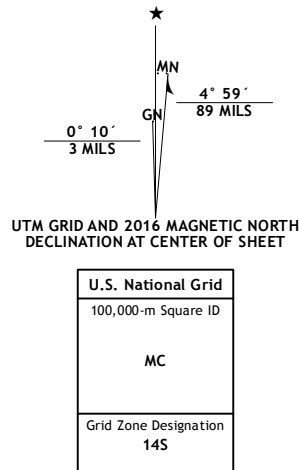 MN
GN
4° 59´
89 MILS
0° 10´
3 MILS
UTM GRID AND 2016 MAGNETIC NORTH
DECLINATION AT CENTER OF SHEET
U.S. National Grid
100,000-m Square ID
MC
Grid Zone Designation
14S